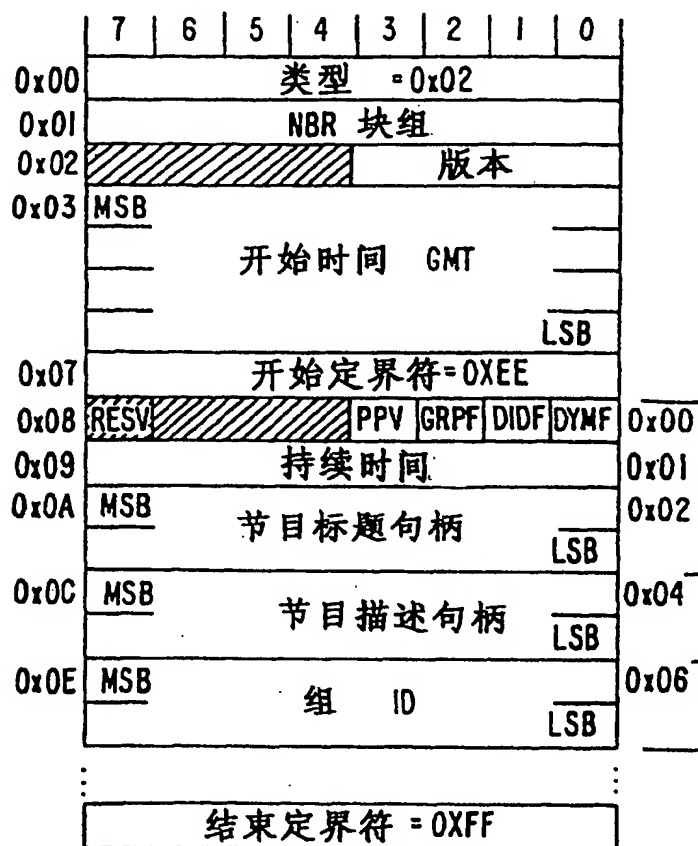 7 6 5 4 3 2 1 0
0x00 类型 =0x02
0x01 NBR 块组
0x02 版本
0x03 MSB
开始时间 GMT
LSB
0x07 开始定界符=0XEE
0x08 RESV PPV GRPF DIDF DYMF 0x00
0x09 持续时间 0x01
0x0A MSB 节目标题句柄 LSB 0x02
0x0C MSB 节目描述句柄 LSB 0x04
0x0E MSB 组 ID LSB 0x06
结束定界符 =0XFF